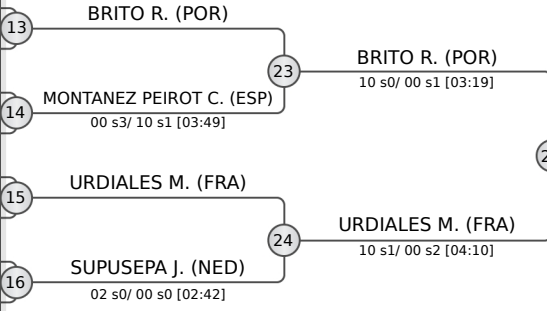 13
BRITO R. (POR)
23
BRITO R. (POR)
10 s0/ 00 s1 [03:19]
14
MONTANEZ PEIROT C. (ESP)
00 s3/ 10 s1 [03:49]
15
URDIALES M. (FRA)
24
URDIALES M. (FRA)
10 s1/ 00 s2 [04:10]
16
SUPUSEPA J. (NED)
02 s0/ 00 s0 [02:42]